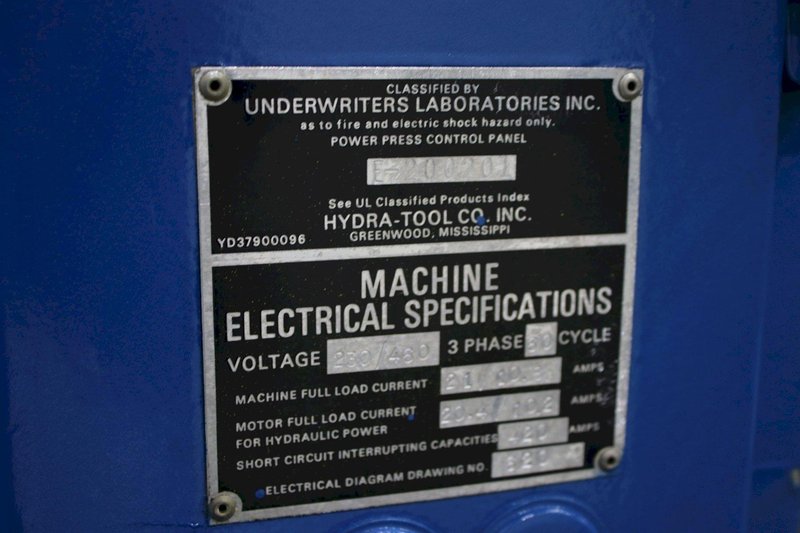 CLASSIFIED BY
UNDERWRITERS LABORATORIES INC.
as to fire and electric shock hazard only.
POWER PRESS CONTROL PANEL
E-200201
See UL Classified Products Index
HYDRA-TOOL CO. INC.
GREENWOOD, MISSISSIPPI
YD37900096
MACHINE
ELECTRICAL SPECIFICATIONS
VOLTAGE 230/460 3 PHASE 60 CYCLE
MACHINE FULL LOAD CURRENT AMPS
MOTOR FULL LOAD CURRENT AMPS
FOR HYDRAULIC POWER
SHORT CIRCUIT INTERRUPTING CAPACITIES AMPS
ELECTRICAL DIAGRAM DRAWING NO.